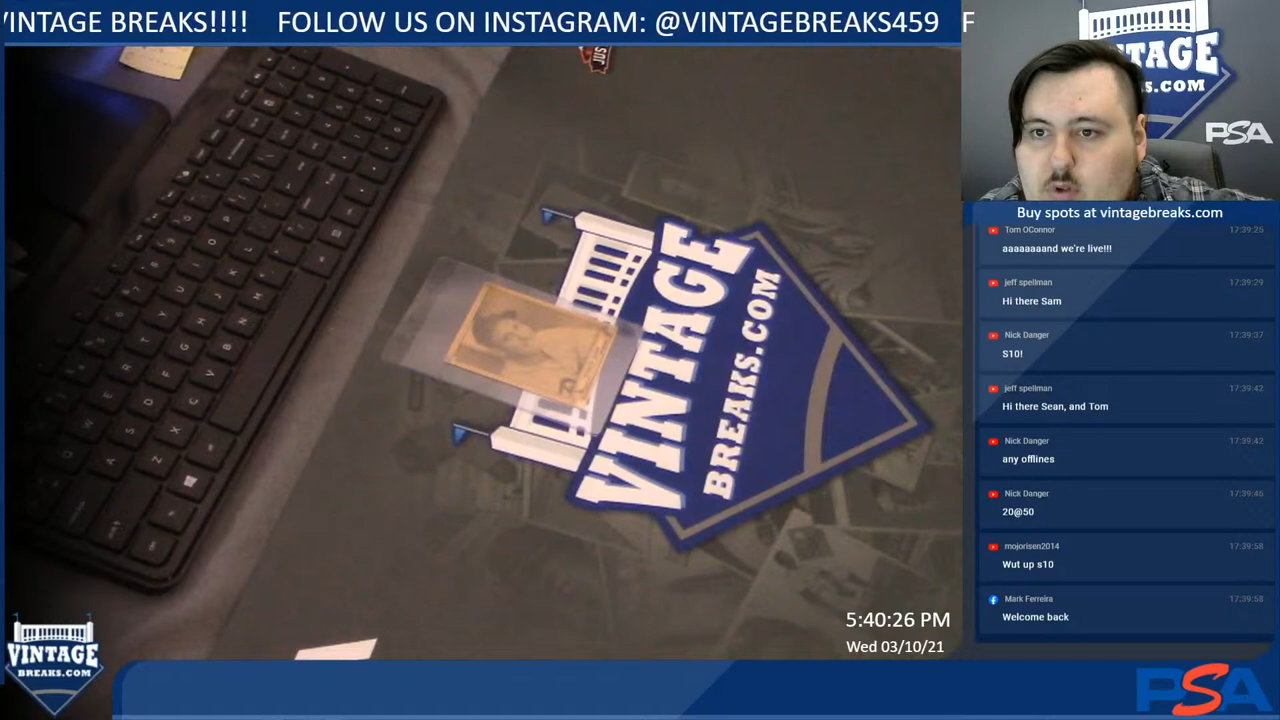 VINTAGE BREAKS!!!! FOLLOW US ON INSTAGRAM: @VINTAGEBREAKS459 F
JUS
VINTAGE
BREAKS.COM
PSA
Buy spots at vintagebreaks.com
Tom OConnor 17:39:25
aaaaaaaand we're live!!!
jeff spellman 17:39:29
Hi there Sam
Nick Danger 17:39:37
S10!
jeff spellman 17:39:42
Hi there Sean, and Tom
Nick Danger 17:39:42
any offlines
Nick Danger 17:39:46
20@50
mojorisen2014 17:39:58
Wut up s10
Mark Ferreira 17:39:58
Welcome back
5:40:26 PM
Wed 03/10/21
VINTAGE
BREAKS.COM
PSA